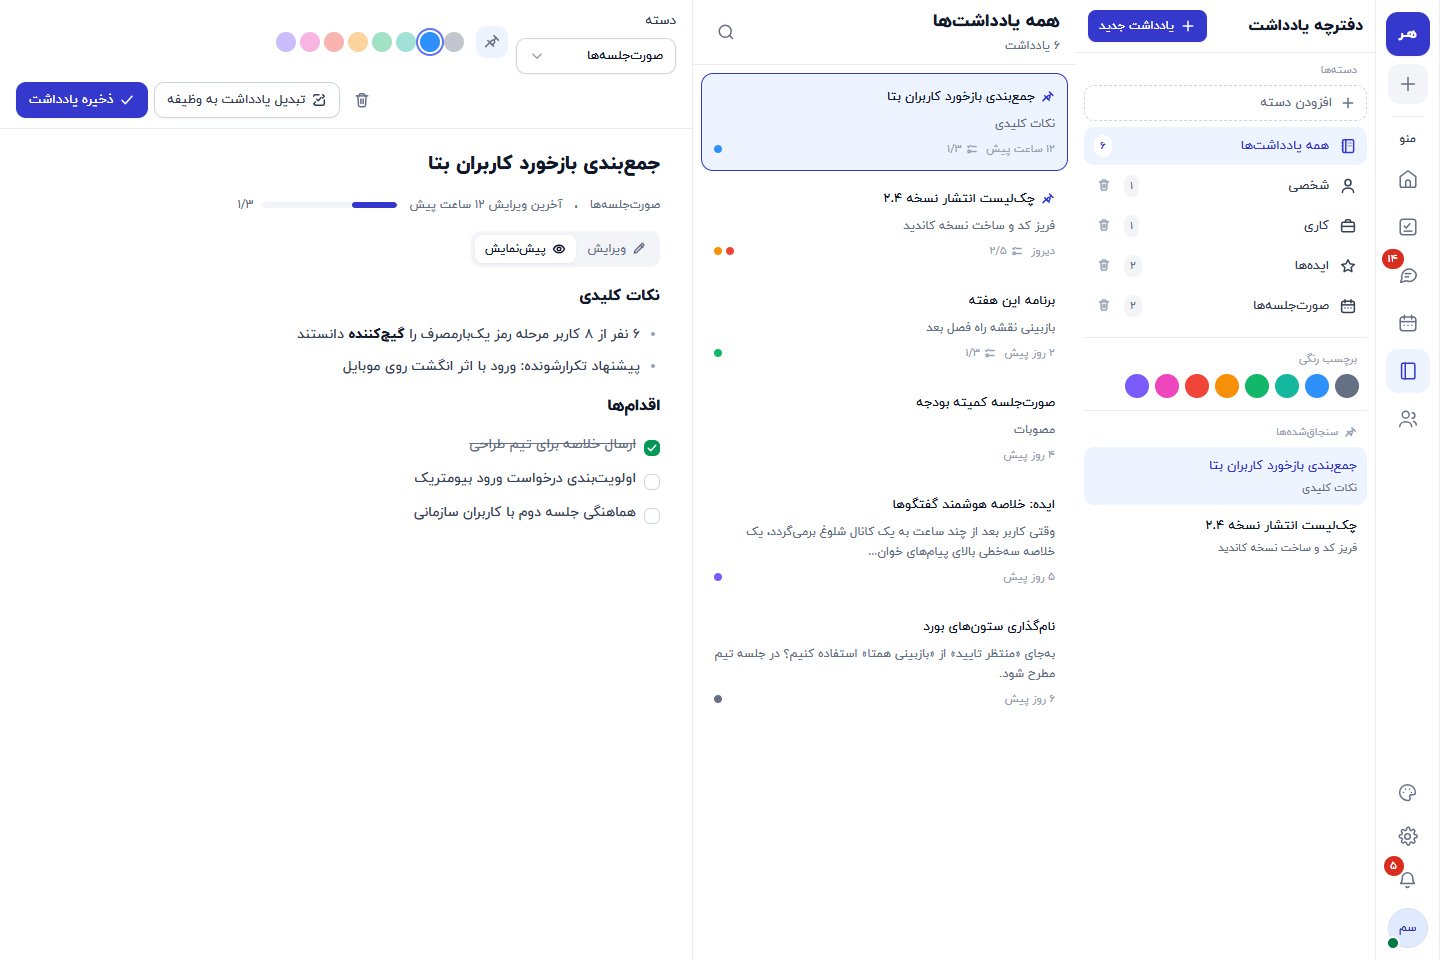 هر
منو
۱۴
۵
سم
دفترچه یادداشت
یادداشت جدید
دسته‌ها
افزودن دسته
همه یادداشت‌ها
۶
شخصی
۱
کاری
۱
ایده‌ها
۲
صورت‌جلسه‌ها
۲
برچسب رنگی
سنجاق‌شده‌ها
جمع‌بندی بازخورد کاربران بتا
نکات کلیدی
چک‌لیست انتشار نسخه ۲.۴
فریز کد و ساخت نسخه کاندید
همه یادداشت‌ها
۶ یادداشت
جمع‌بندی بازخورد کاربران بتا
نکات کلیدی
۱۲ ساعت پیش ۱/۳
چک‌لیست انتشار نسخه ۲.۴
فریز کد و ساخت نسخه کاندید
دیروز ۲/۵
برنامه این هفته
بازبینی نقشه راه فصل بعد
۲ روز پیش ۱/۳
صورت‌جلسه کمیته بودجه
مصوبات
۴ روز پیش
ایده: خلاصه هوشمند گفتگوها
وقتی کاربر بعد از چند ساعت به یک کانال شلوغ برمی‌گردد، یک
خلاصه سه‌خطی بالای پیام‌های خوان…
۵ روز پیش
نام‌گذاری ستون‌های بورد
به‌جای «منتظر تایید» از «بازبینی همتا» استفاده کنیم؟ در جلسه تیم
مطرح شود.
۶ روز پیش
دسته
صورت‌جلسه‌ها
تبدیل یادداشت به وظیفه
ذخیره یادداشت
جمع‌بندی بازخورد کاربران بتا
صورت‌جلسه‌ها · آخرین ویرایش ۱۲ ساعت پیش ۱/۳
ویرایش
پیش‌نمایش
نکات کلیدی
• ۶ نفر از ۸ کاربر مرحله رمز یک‌بارمصرف را گیج‌کننده دانستند
• پیشنهاد تکرارشونده: ورود با اثر انگشت روی موبایل
اقدام‌ها
ارسال خلاصه برای تیم طراحی
اولویت‌بندی درخواست ورود بیومتریک
هماهنگی جلسه دوم با کاربران سازمانی